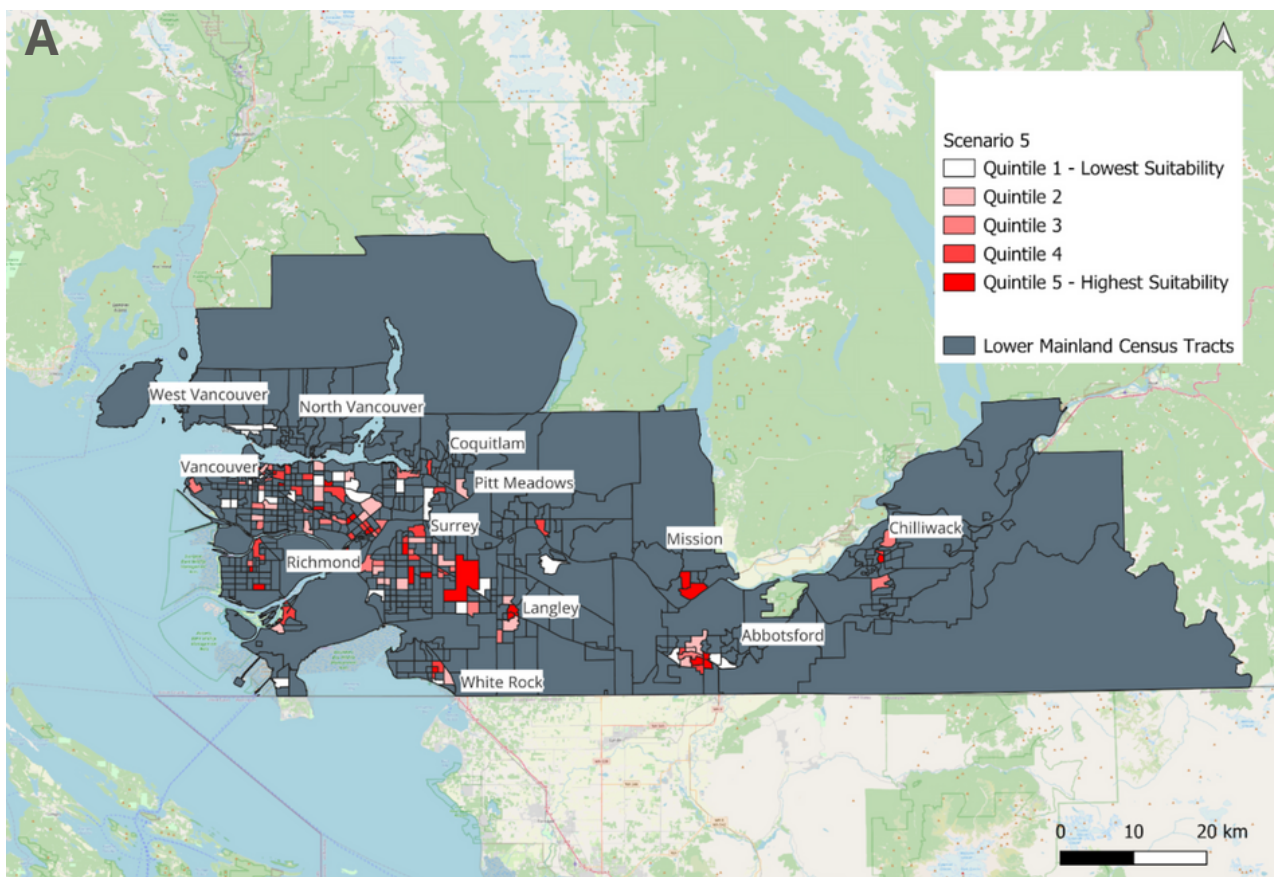 A
Scenario 5
Quintile 1 - Lowest Suitability
Quintile 2
Quintile 3
Quintile 4
Quintile 5 - Highest Suitability
Lower Mainland Census Tracts
West Vancouver
North Vancouver
Coquitlam
Vancouver
Pitt Meadows
Surrey
Mission
Chilliwack
Richmond
Langley
Abbotsford
White Rock
0 10 20 km